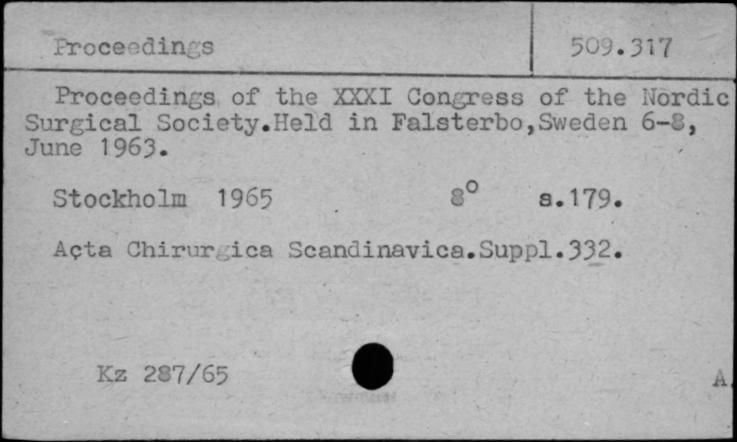 Proceedings
509.317
Proceedings of the XXXI Congress of the Nordic
Surgical Society.Held in Falsterbo,Sweden 6-8,
June 1963.
Stockholm 1965 8° s.179.
Acta Chirurgica Scandinavica.Suppl.332.
Kz 287/65
A.